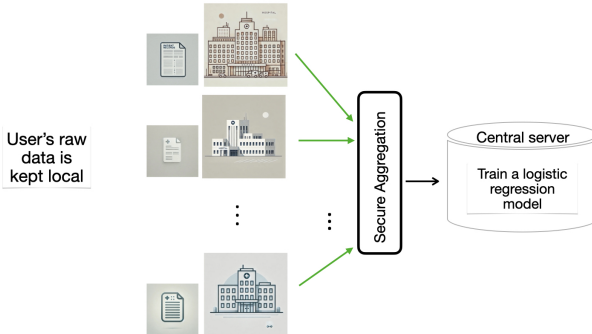 User's raw
data is
kept local
Secure Aggregation
Central server
Train a logistic
regression
model